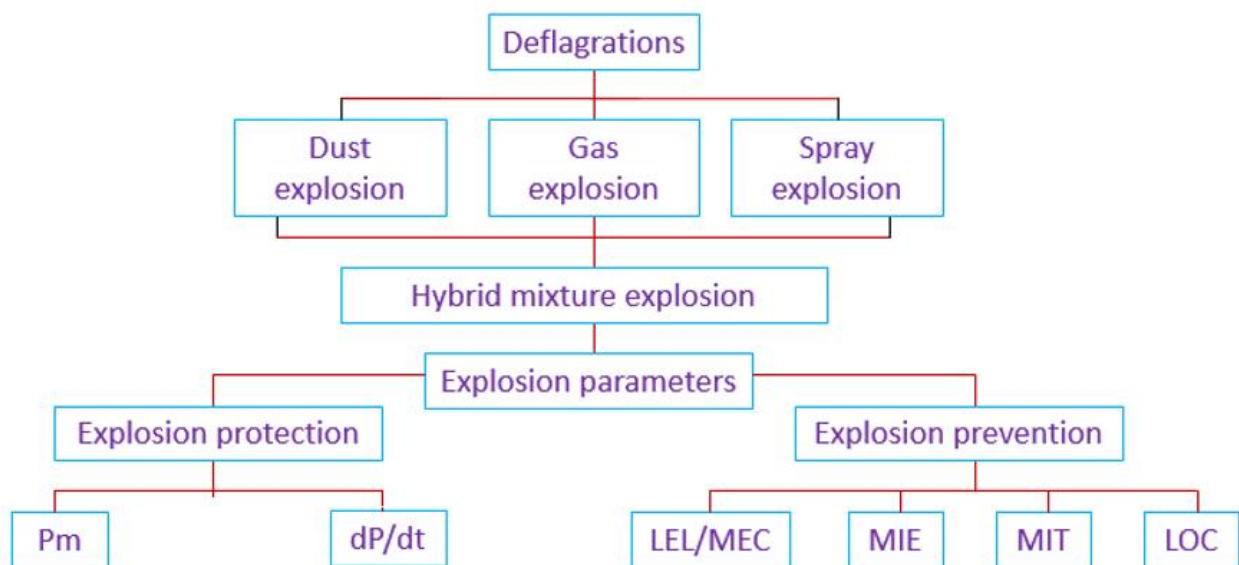 Deflagrations
Dust
explosion
Gas
explosion
Spray
explosion
Hybrid mixture explosion
Explosion parameters
Explosion protection
Explosion prevention
Pm
dP/dt
LEL/MEC
MIE
MIT
LOC